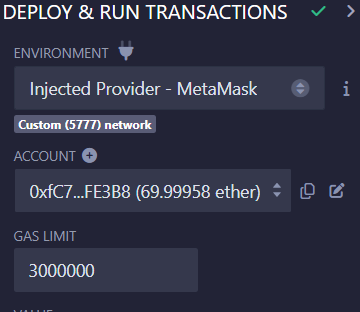 DEPLOY & RUN TRANSACTIONS
ENVIRONMENT
Injected Provider - MetaMask
Custom (5777) network
ACCOUNT
0xfC7...FE3B8 (69.99958 ether)
GAS LIMIT
3000000
VALUE